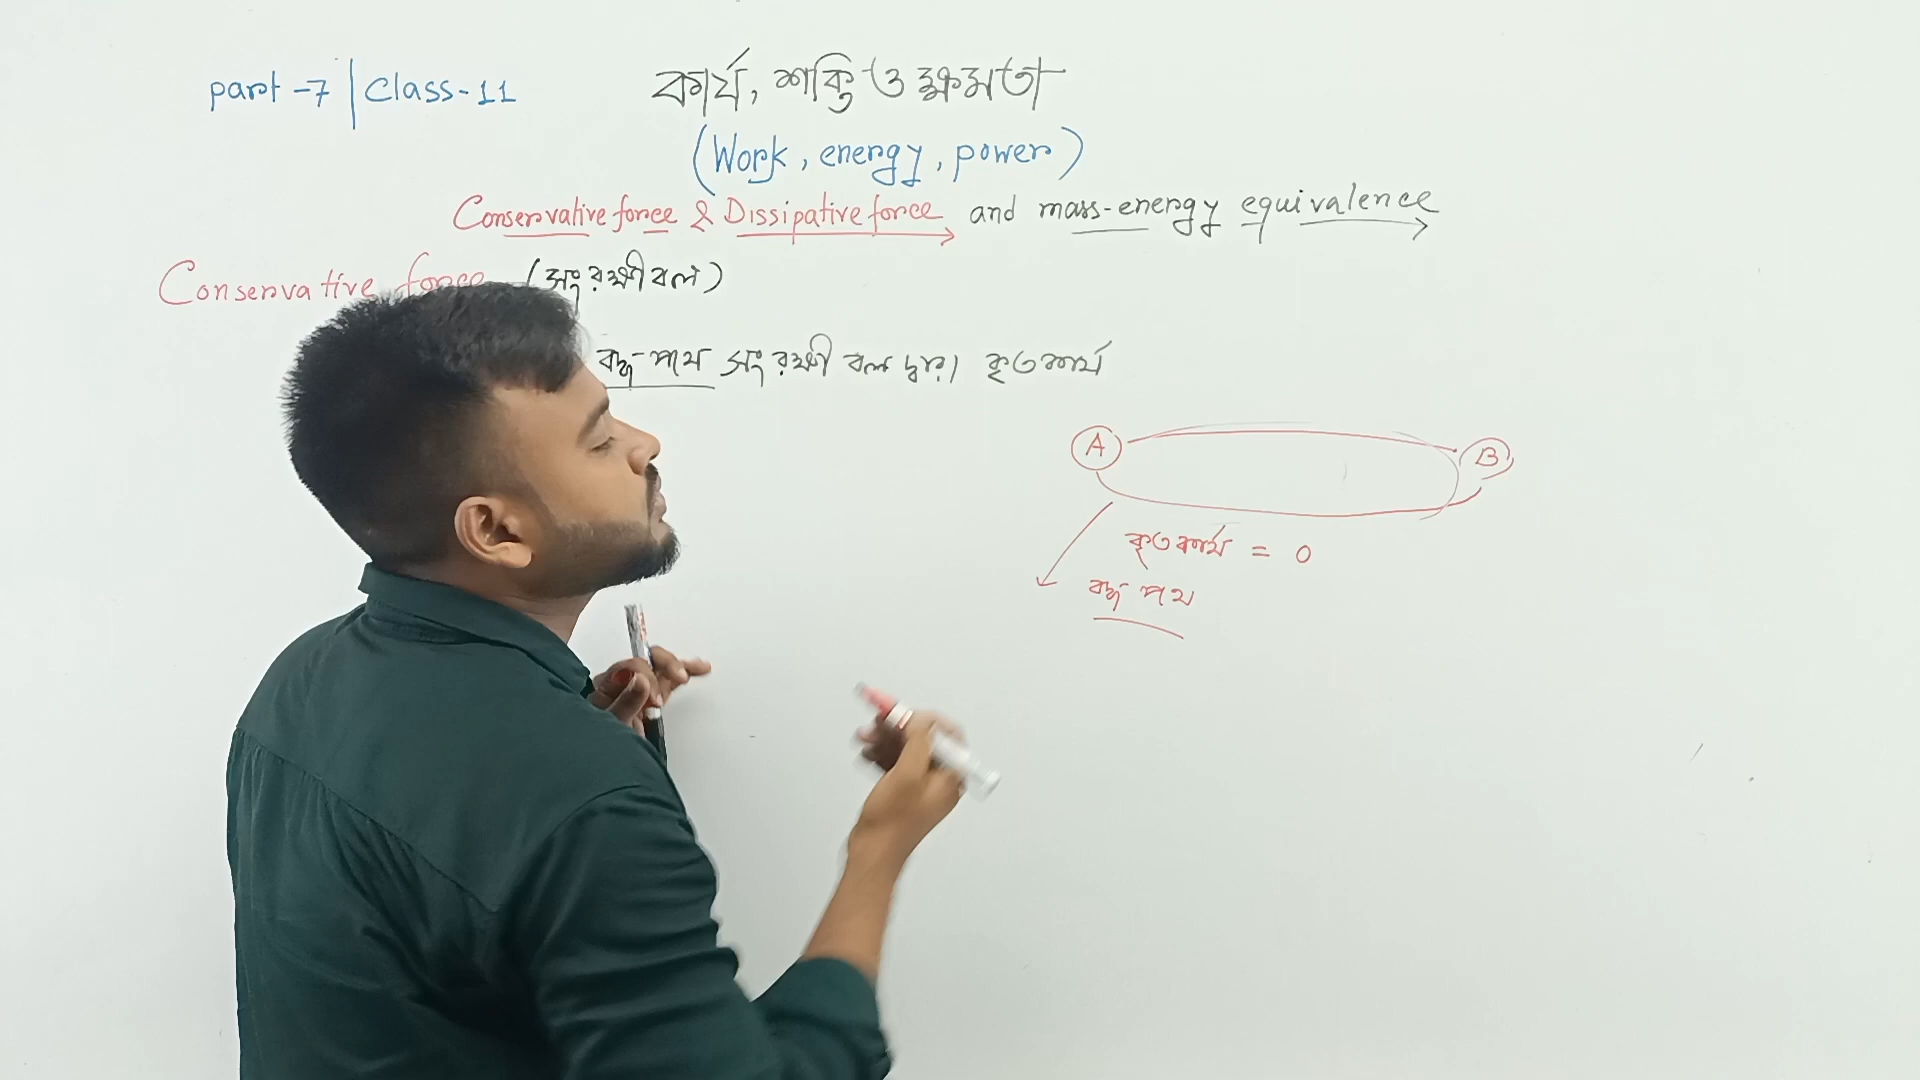 part-7 | Class-11
কার্য, শক্তি ও ক্ষমতা
(Work, energy, power)
Conservative force & Dissipative force and mass-energy equivalence
Conservative force (সংরক্ষী বল)
বদ্ধ-পথে সংরক্ষী বল দ্বারা কৃতকার্য
A B
কৃতকার্য = 0
বদ্ধ পথ